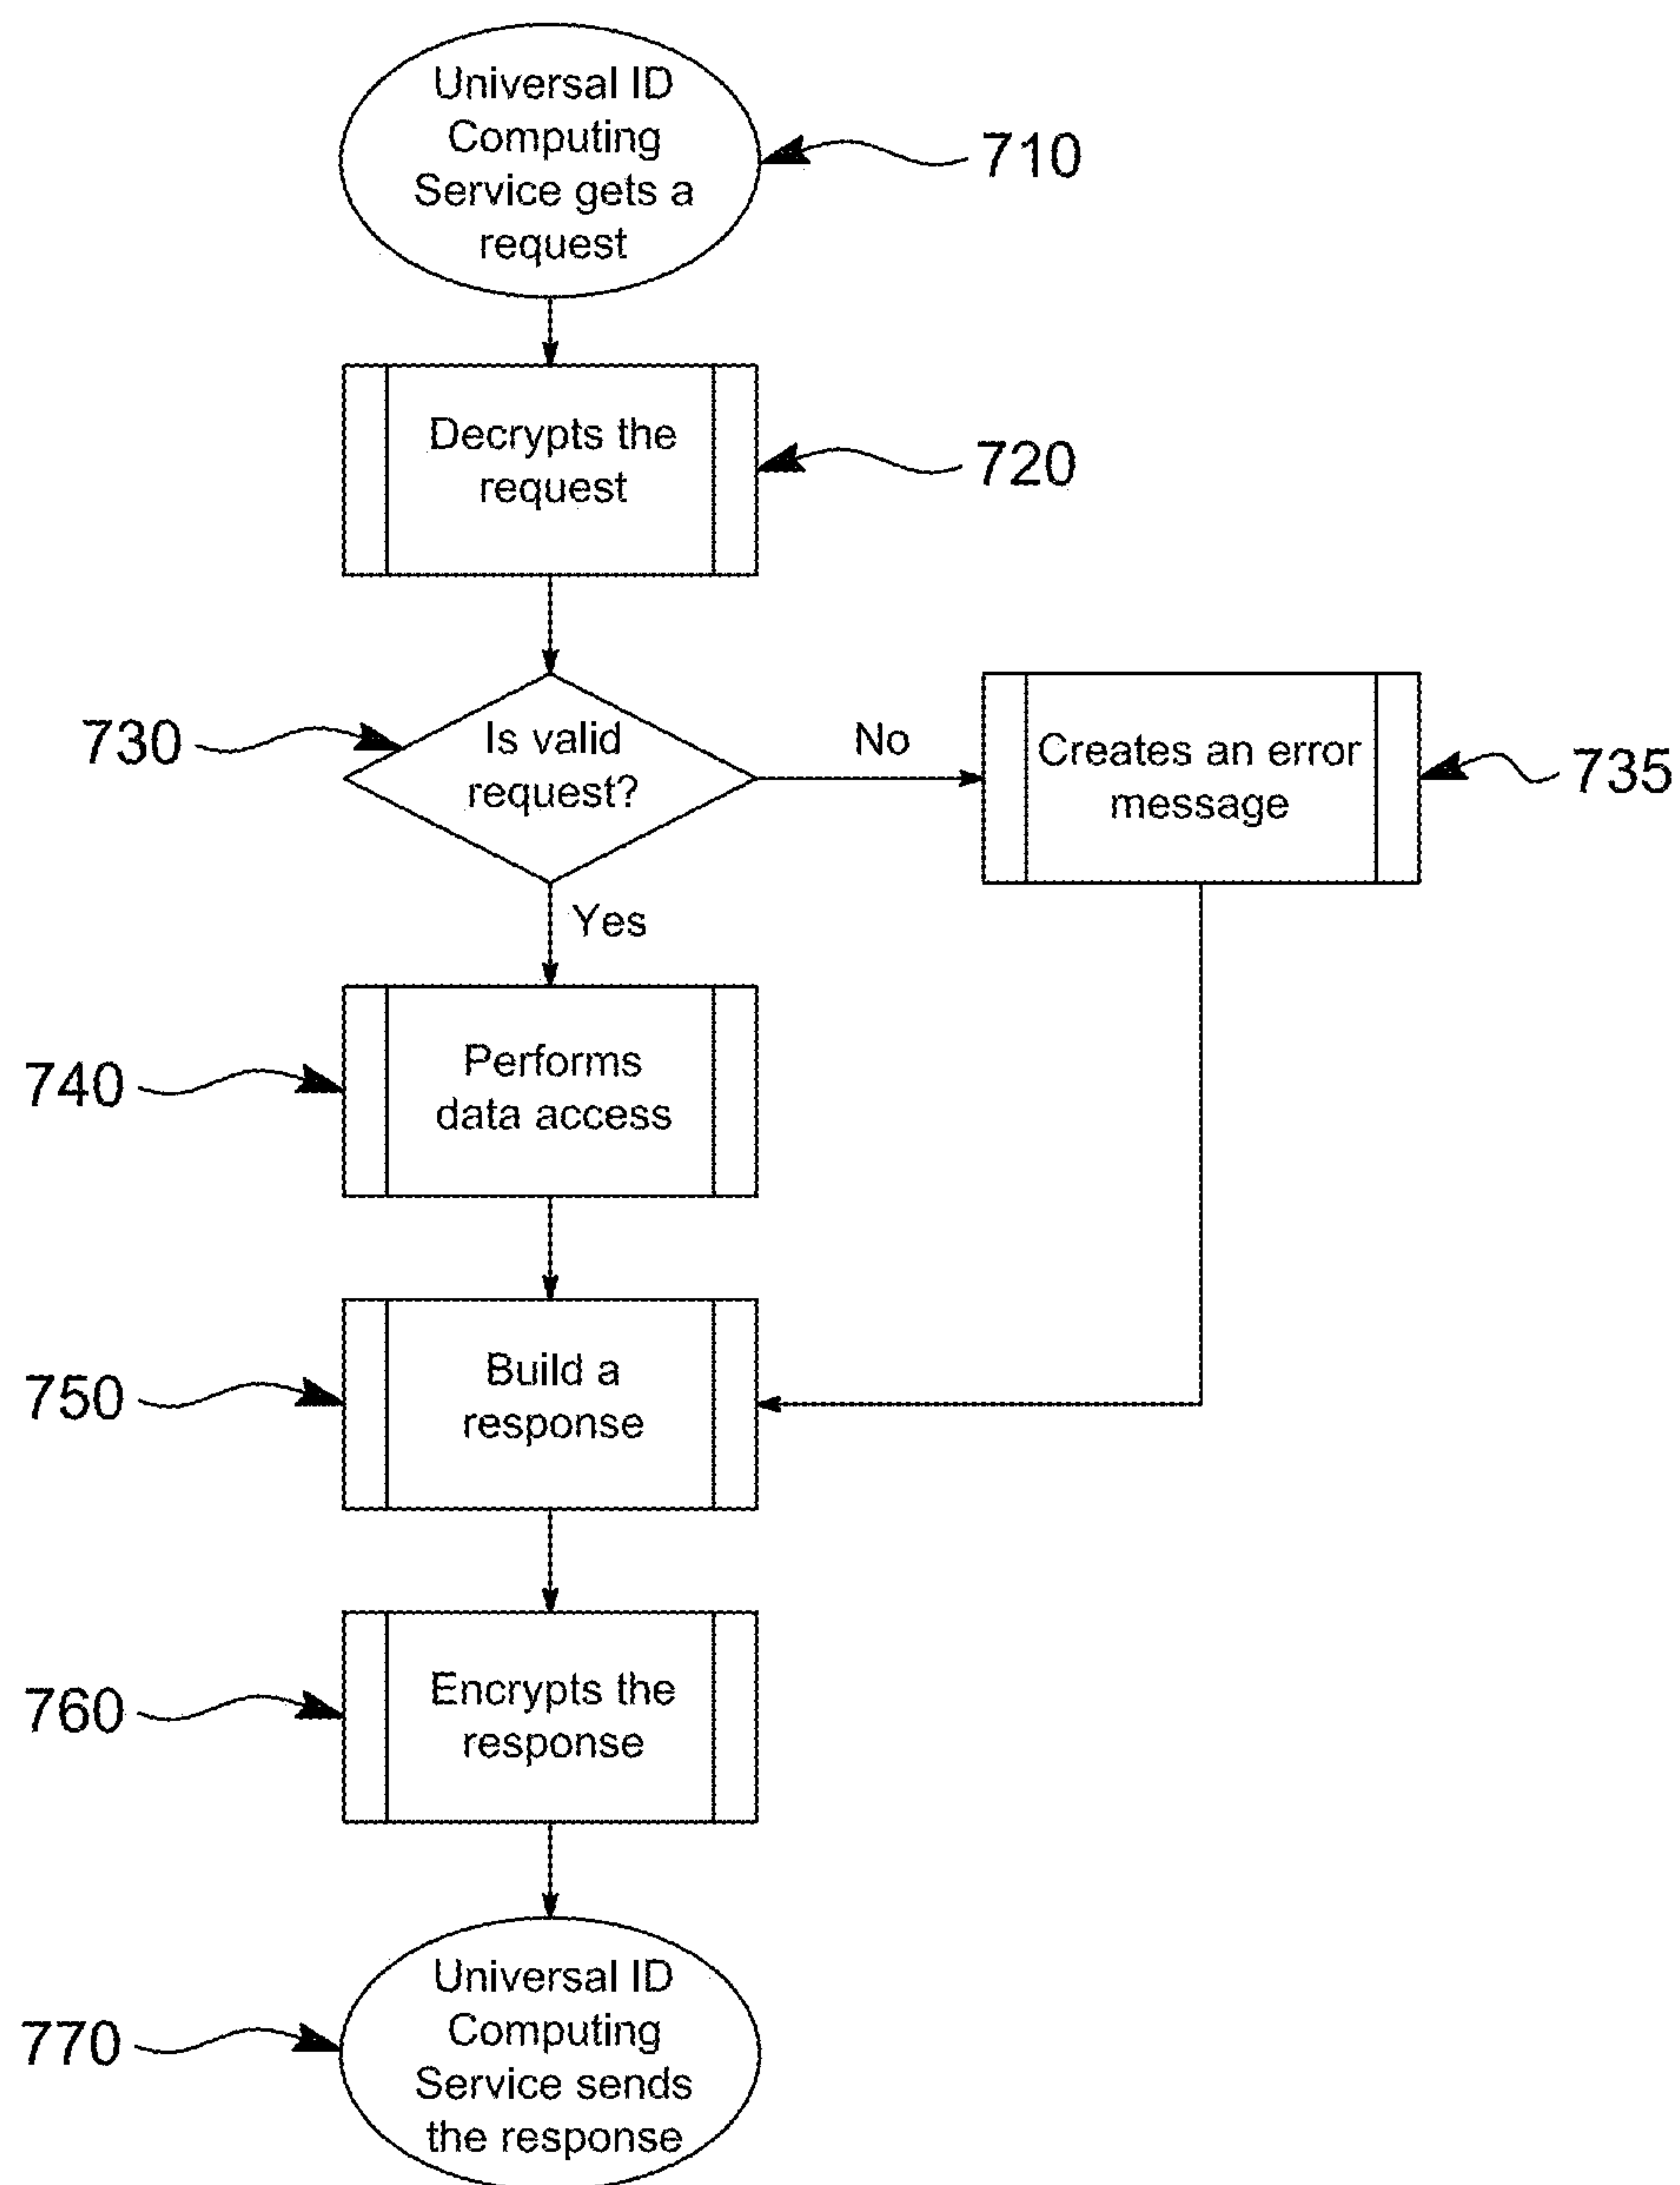 Universal ID
Computing
Service gets a
request
710
Decrypts the
request
720
730
Is valid
request?
No
Creates an error
message
735
Yes
740
Performs
data access
750
Build a
response
760
Encrypts the
response
770
Universal ID
Computing
Service sends
the response